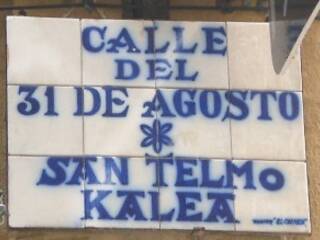 CALLE
DEL
31 DE AGOSTO
SAN TELMO
KALEA